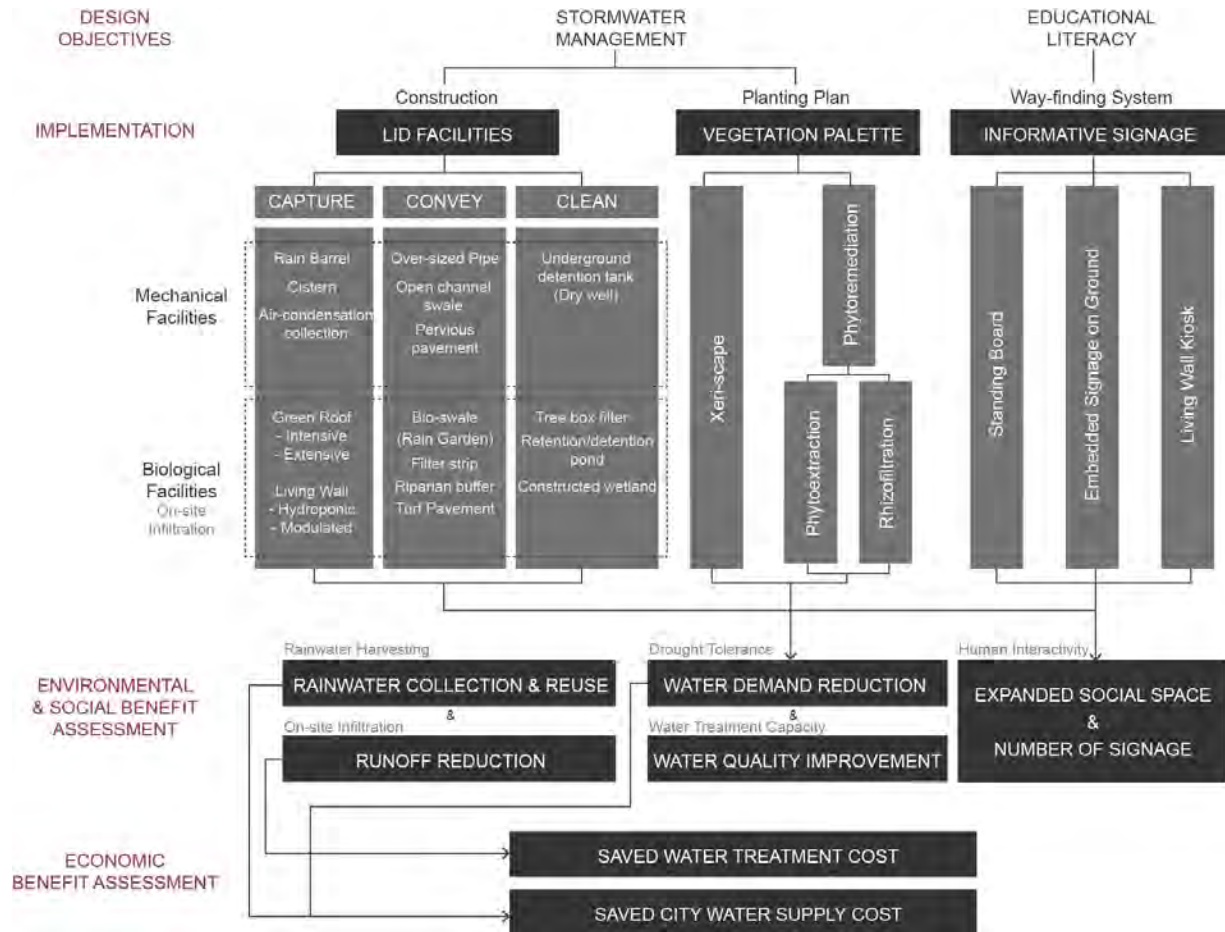 DESIGN
OBJECTIVES
STORMWATER
MANAGEMENT
EDUCATIONAL
LITERACY
IMPLEMENTATION
Construction
LID FACILITIES
Planting Plan
VEGETATION PALETTE
Way-finding System
INFORMATIVE SIGNAGE
CAPTURE
CONVEY
CLEAN
Mechanical
Facilities
Rain Barrel
Cistern
Air-condensation
collection
Over-sized Pipe
Open channel
swale
Pervious
pavement
Underground
detention tank
(Dry well)
Biological
Facilities
On-site
Infiltration
Green Roof
- Intensive
- Extensive
Living Wall
- Hydroponic
- Modulated
Bio-swale
(Rain Garden)
Filter strip
Riparian buffer
Turf Pavement
Tree box filter
Retention/detention
pond
Constructed wetland
Xeri-scape
Phytoremediation
Phytoextraction
Rhizofiltration
Standing Board
Embedded Signage on Ground
Living Wall Kiosk
ENVIRONMENTAL
& SOCIAL BENEFIT
ASSESSMENT
Rainwater Harvesting
RAINWATER COLLECTION & REUSE
&
On-site Infiltration
RUNOFF REDUCTION
Drought Tolerance
WATER DEMAND REDUCTION
&
Water Treatment Capacity
WATER QUALITY IMPROVEMENT
Human Interactivity
EXPANDED SOCIAL SPACE
&
NUMBER OF SIGNAGE
ECONOMIC
BENEFIT ASSESSMENT
SAVED WATER TREATMENT COST
SAVED CITY WATER SUPPLY COST